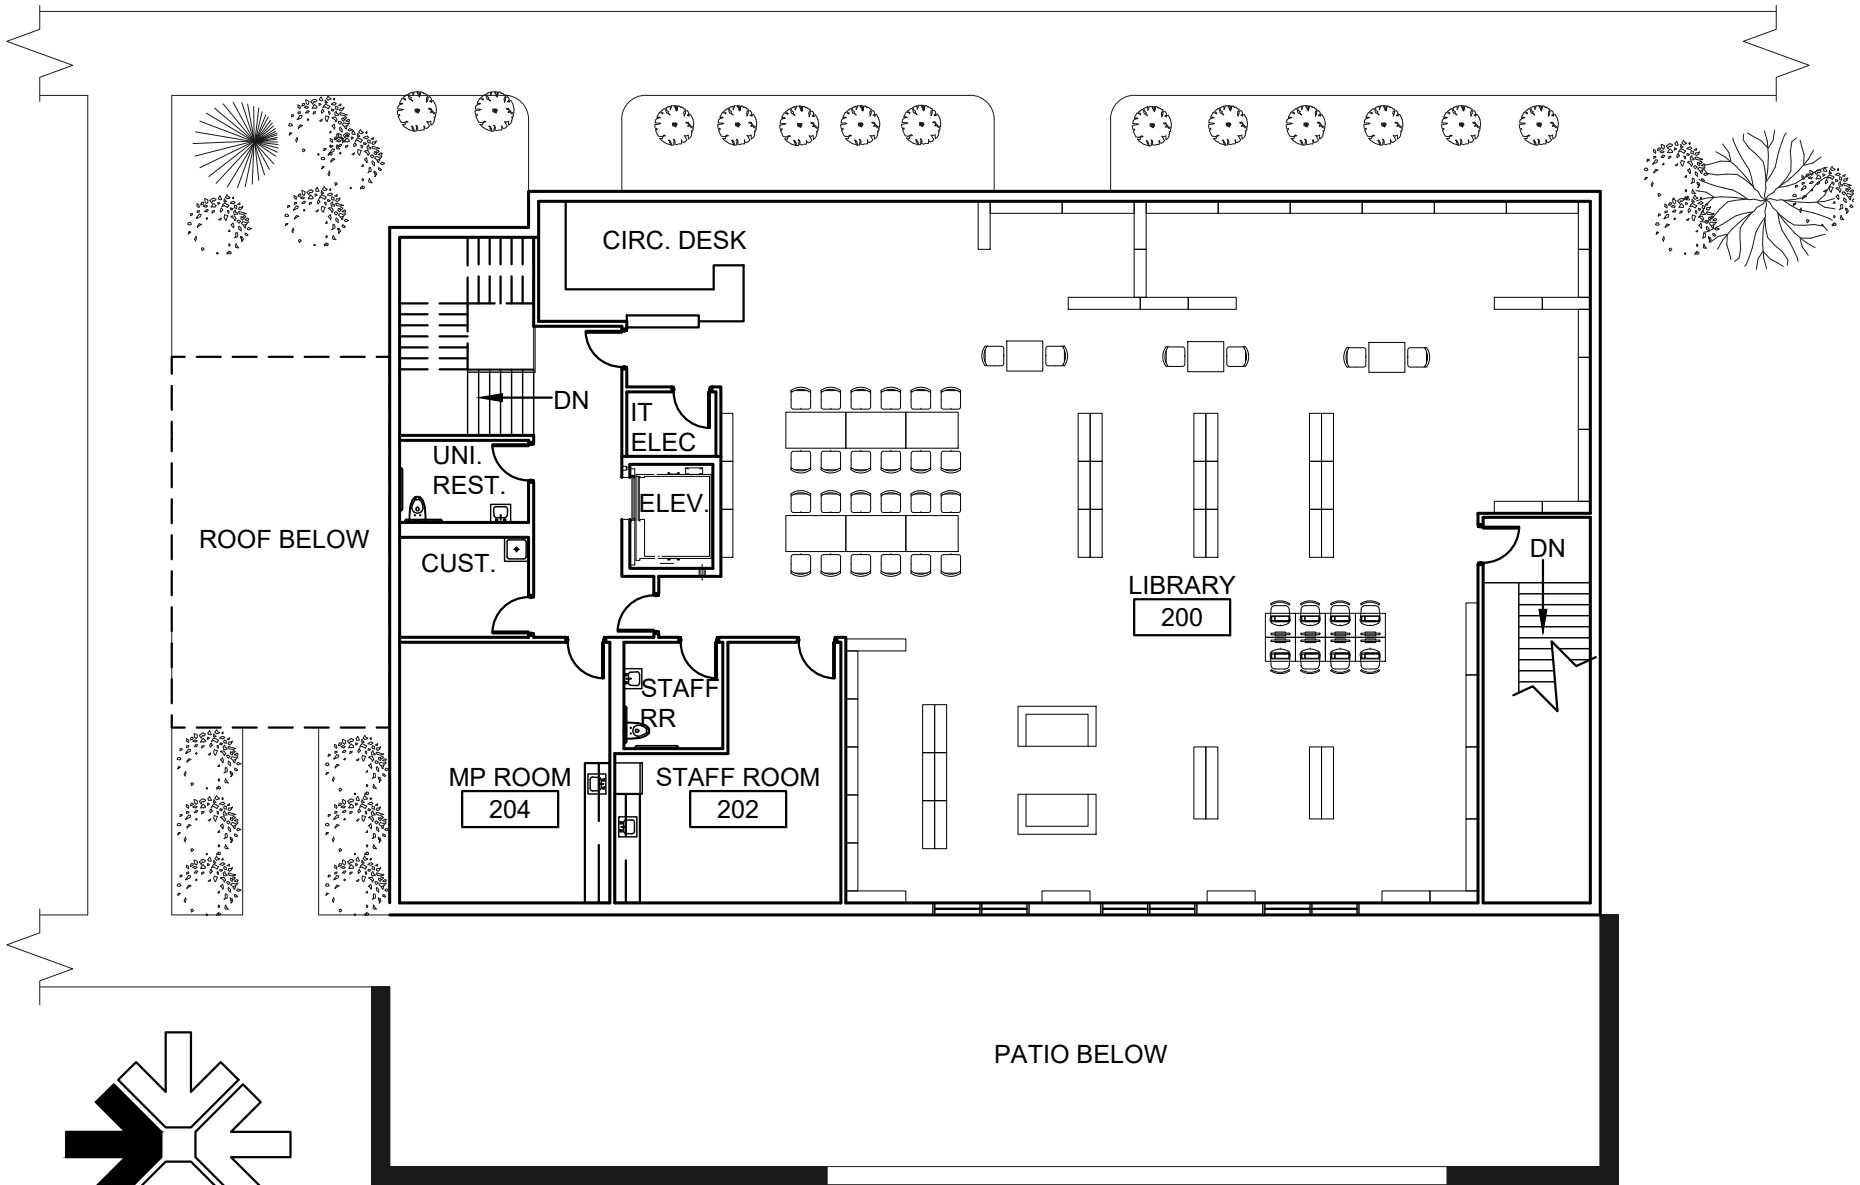 CIRC. DESK
DN
IT
ELEC
UNI.
REST.
ELEV.
ROOF BELOW
CUST.
DN
LIBRARY
200
STAFF
RR
MP ROOM
204
STAFF ROOM
202
PATIO BELOW